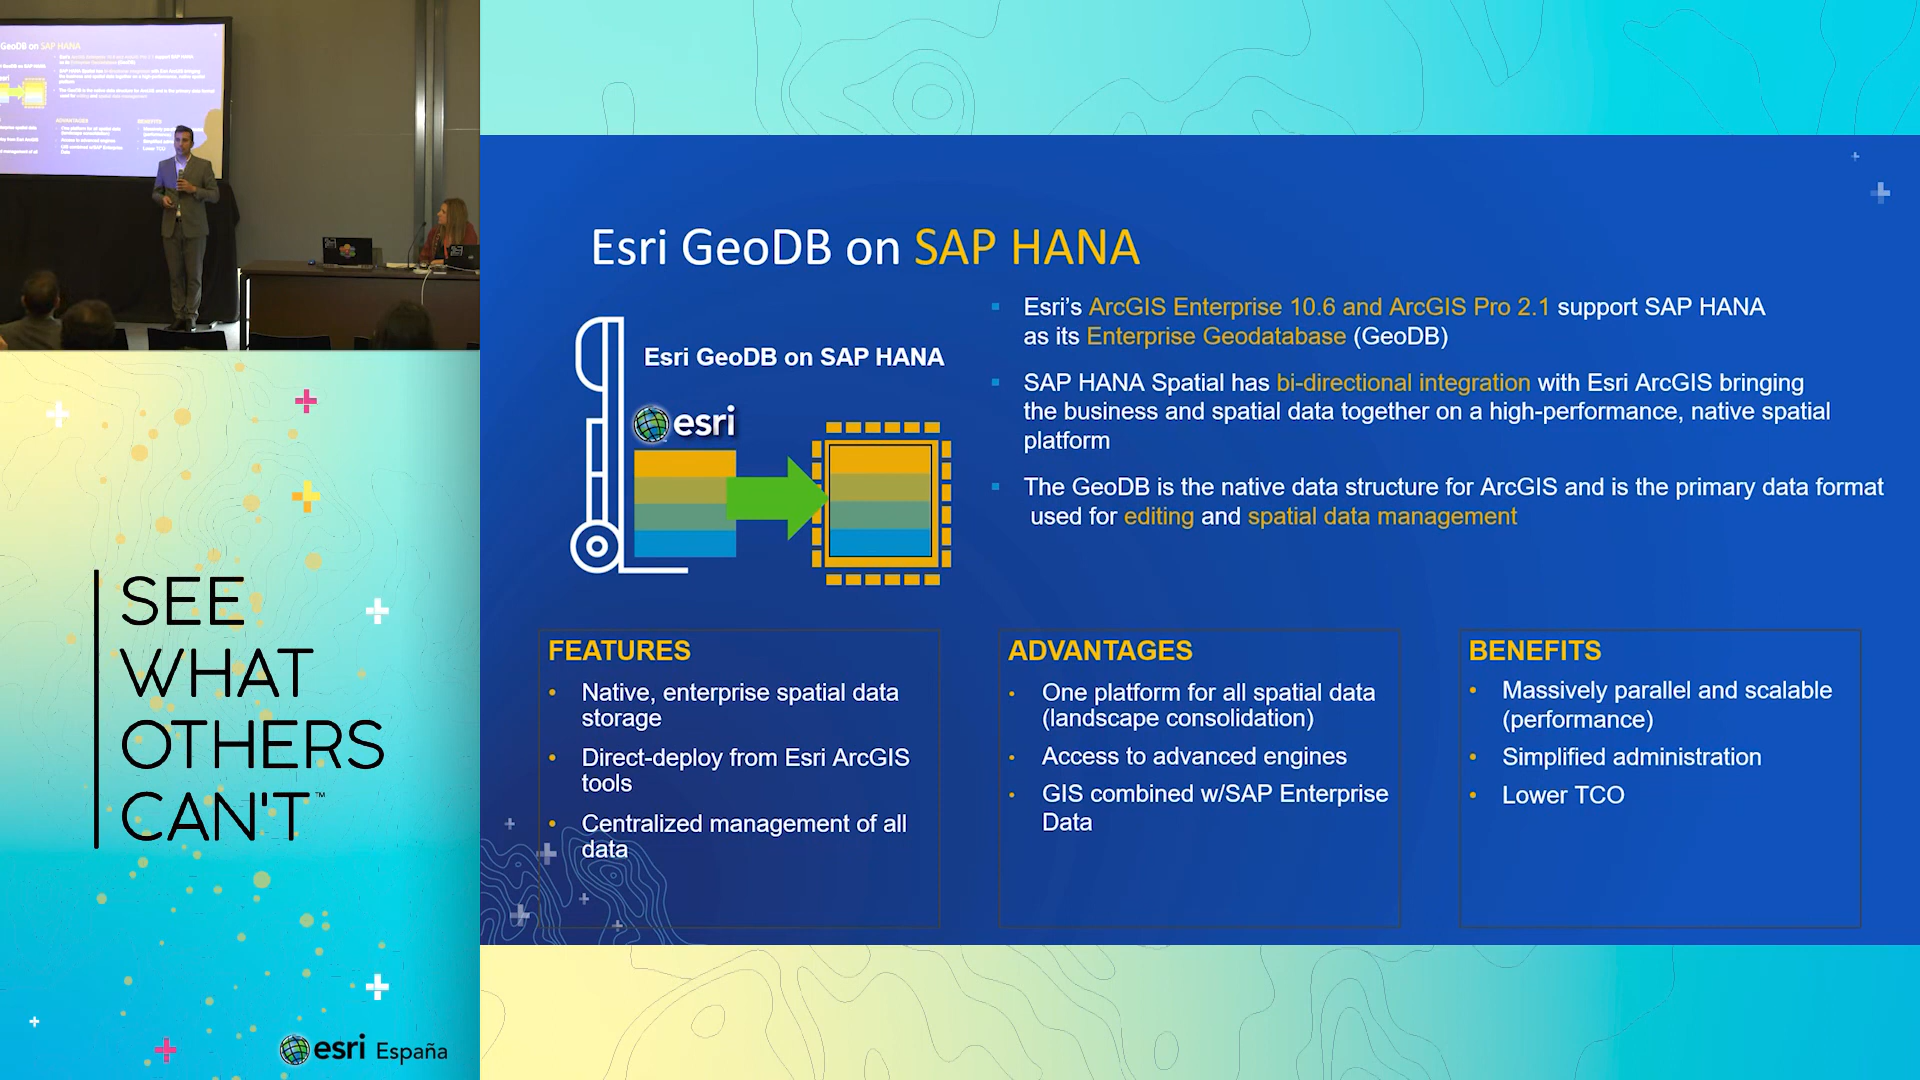 GeoDB on SAP HANA
ADVANTAGES
BENEFITS
Lower TCO
SEE
WHAT
OTHERS
CAN'T™
esri España
Esri GeoDB on SAP HANA
Esri GeoDB on SAP HANA
esri
▪ Esri’s ArcGIS Enterprise 10.6 and ArcGIS Pro 2.1 support SAP HANA
as its Enterprise Geodatabase (GeoDB)
▪ SAP HANA Spatial has bi-directional integration with Esri ArcGIS bringing
the business and spatial data together on a high-performance, native spatial
platform
▪ The GeoDB is the native data structure for ArcGIS and is the primary data format
used for editing and spatial data management
FEATURES
• Native, enterprise spatial data
storage
• Direct-deploy from Esri ArcGIS
tools
• Centralized management of all
data
ADVANTAGES
• One platform for all spatial data
(landscape consolidation)
• Access to advanced engines
• GIS combined w/SAP Enterprise
Data
BENEFITS
• Massively parallel and scalable
(performance)
• Simplified administration
• Lower TCO